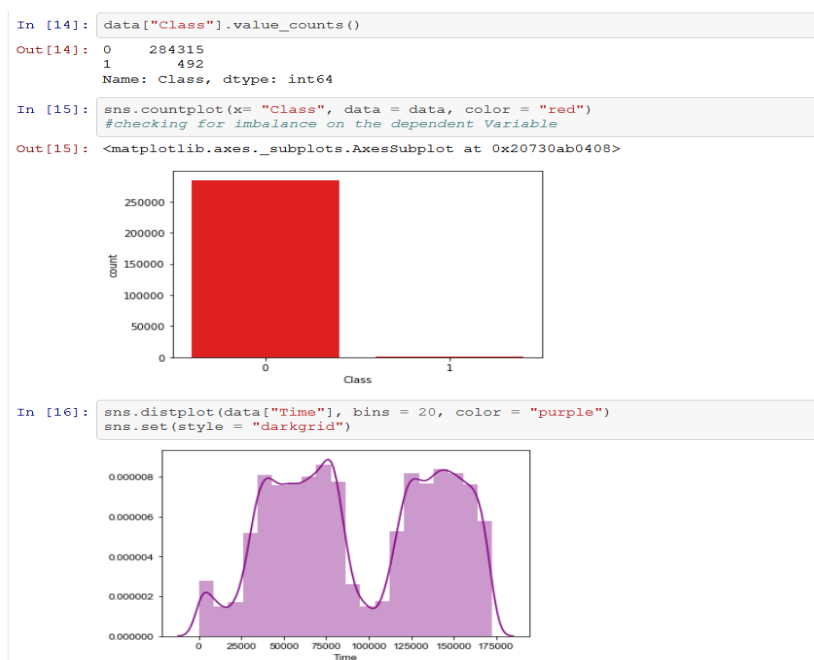 In [14]: data["Class"].value_counts()
Out[14]: 0    284315
1       492
Name: Class, dtype: int64
In [15]: sns.countplot(x= "Class", data = data, color = "red")
#checking for imbalance on the dependent Variable
Out[15]: <matplotlib.axes._subplots.AxesSubplot at 0x20730ab0408>
250000
200000
150000
100000
50000
0
count
0 1
Class
In [16]: sns.distplot(data["Time"], bins = 20, color = "purple")
sns.set(style = "darkgrid")
0.000008
0.000006
0.000004
0.000002
0.000000
0 25000 50000 75000 100000 125000 150000 175000
Time